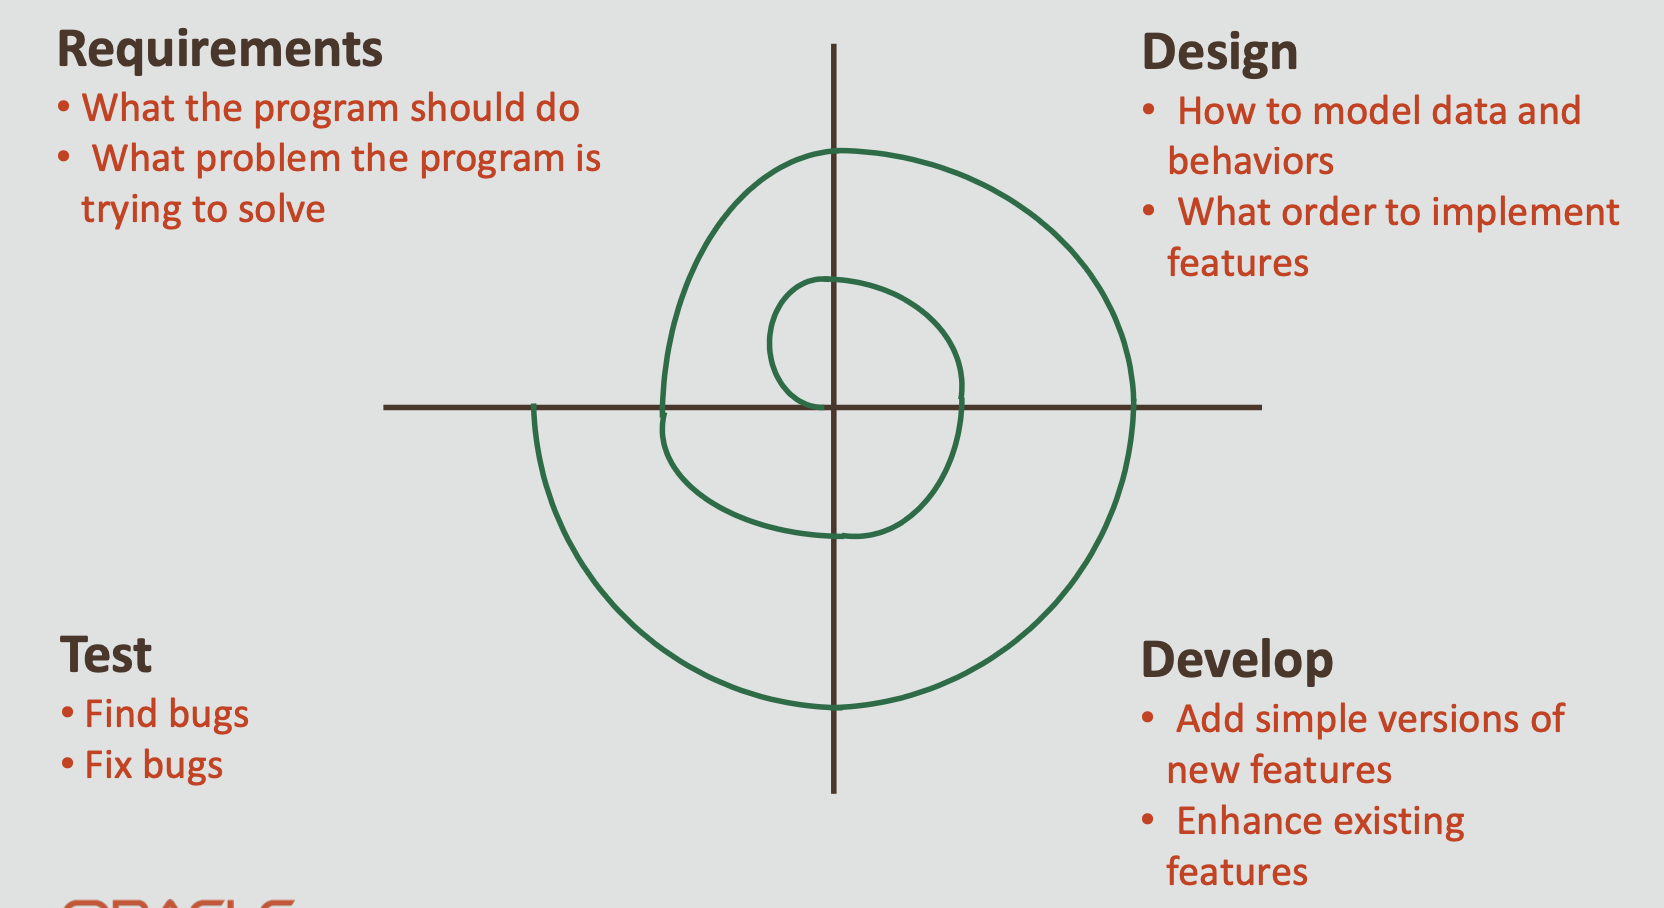 Requirements
• What the program should do
• What problem the program is
trying to solve
Design
• How to model data and
behaviors
• What order to implement
features
Test
• Find bugs
• Fix bugs
Develop
• Add simple versions of
new features
• Enhance existing
features
ORACLE